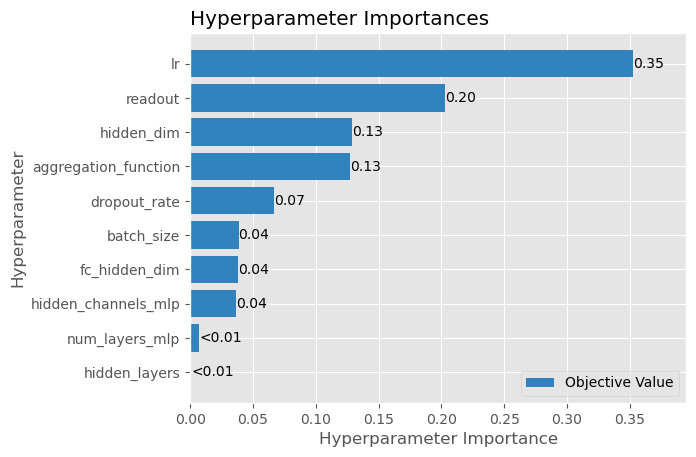 Hyperparameter Importances
Hyperparameter
lr 0.35
readout 0.20
hidden_dim 0.13
aggregation_function 0.13
dropout_rate 0.07
batch_size 0.04
fc_hidden_dim 0.04
hidden_channels_mlp 0.04
num_layers_mlp <0.01
hidden_layers <0.01
Objective Value
0.00 0.05 0.10 0.15 0.20 0.25 0.30 0.35
Hyperparameter Importance